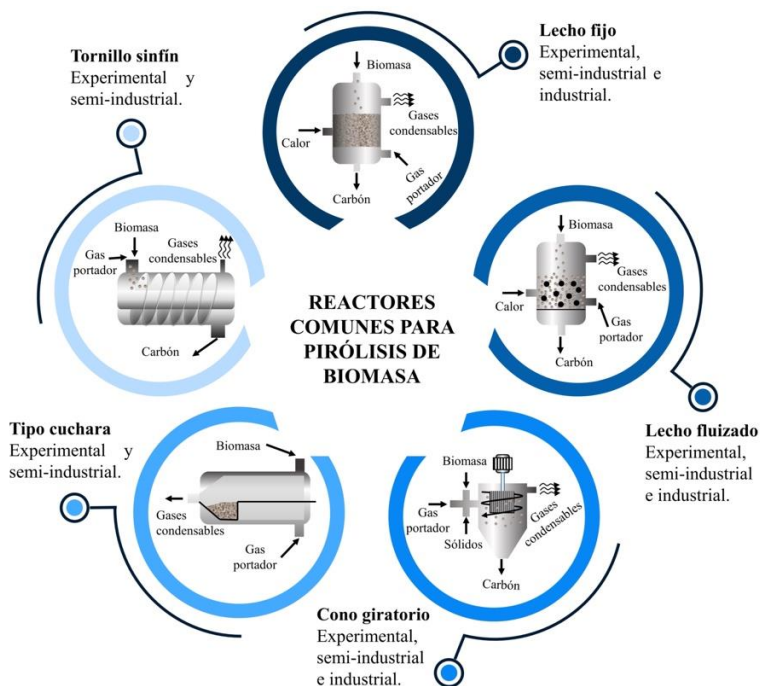 REACTORES
COMUNES PARA
PIRÓLISIS DE
BIOMASA
Lecho fijo
Experimental,
semi-industrial e
industrial.
Biomasa
Gases
condensables
Calor
Gas
portador
Carbón
Lecho fluizado
Experimental,
semi-industrial
e industrial.
Biomasa
Gases
condensables
Calor
Gas
portador
Carbón
Cono giratorio
Experimental,
semi-industrial
e industrial.
Biomasa
Gas
portador
Sólidos
Gases
condensables
Carbón
Tipo cuchara
Experimental y
semi-industrial.
Biomasa
Gases
condensables
Gas
portador
Tornillo sinfín
Experimental y
semi-industrial.
Biomasa
Gas
portador
Gases
condensables
Carbón